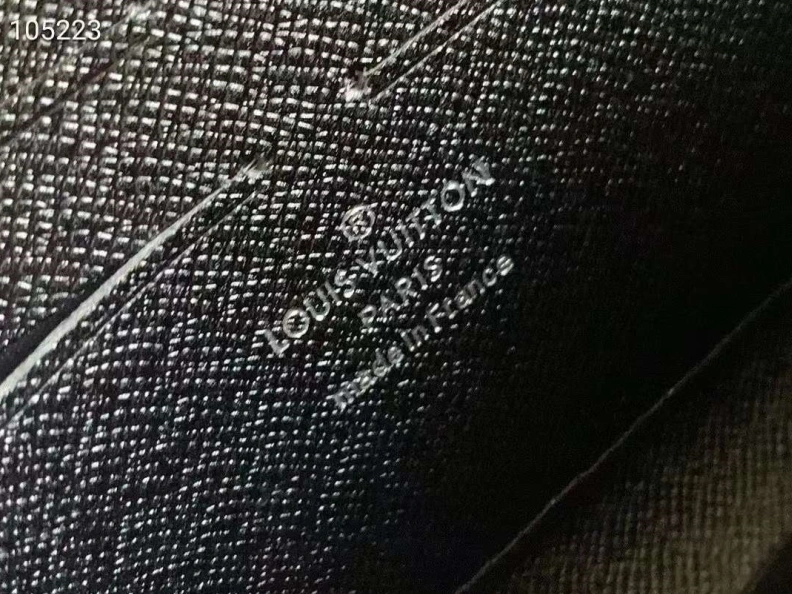 105223
®
LOUIS VUITTON
PARIS
made in France